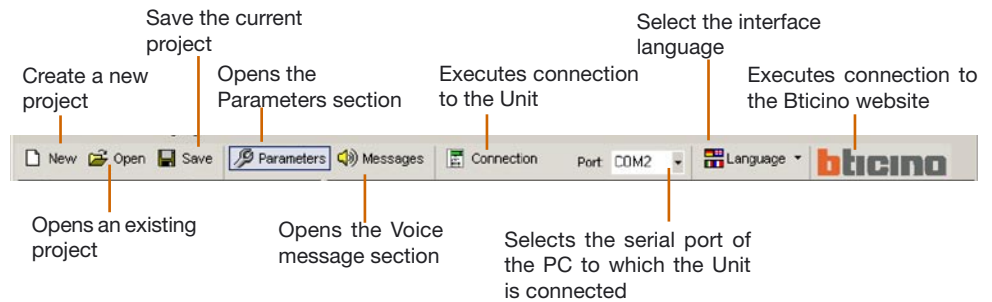 Save the current
project
Select the interface
language
Create a new
project
Opens the
Parameters section
Executes connection
to the Unit
Executes connection to
the Bticino website
New Open Save Parameters Messages Connection Port: COM2 Language bticino
Opens an existing
project
Opens the Voice
message section
Selects the serial port of
the PC to which the Unit
is connected